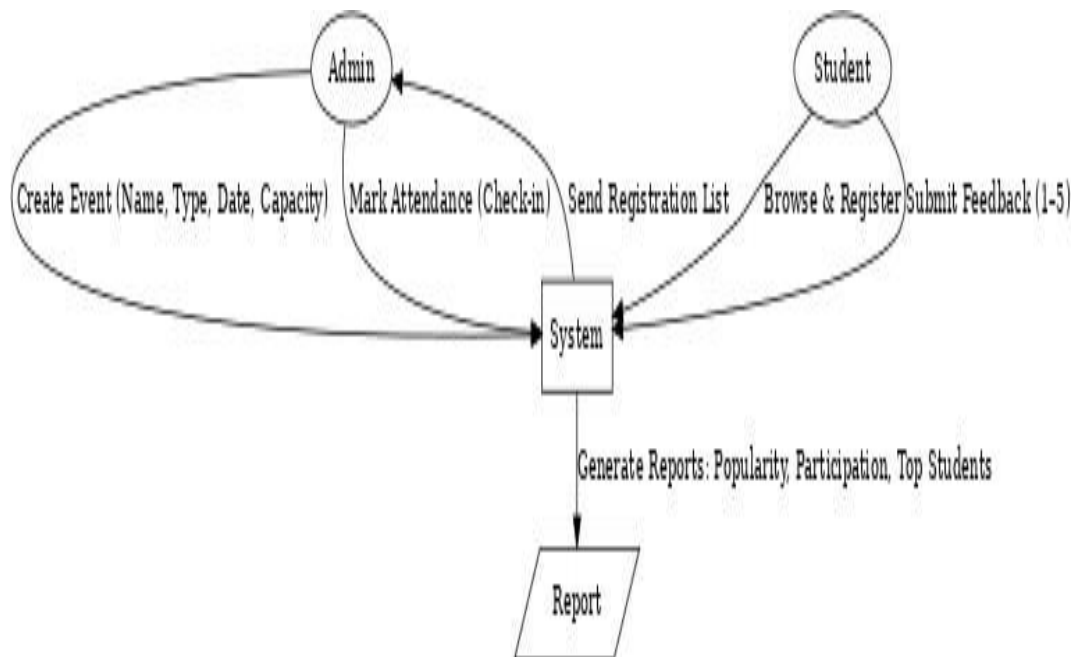 Admin
Student
Create Event (Name, Type, Date, Capacity)
Mark Attendance (Check-in)
Send Registration List
Browse & Register
Submit Feedback (1-5)
System
Generate Reports: Popularity, Participation, Top Students
Report